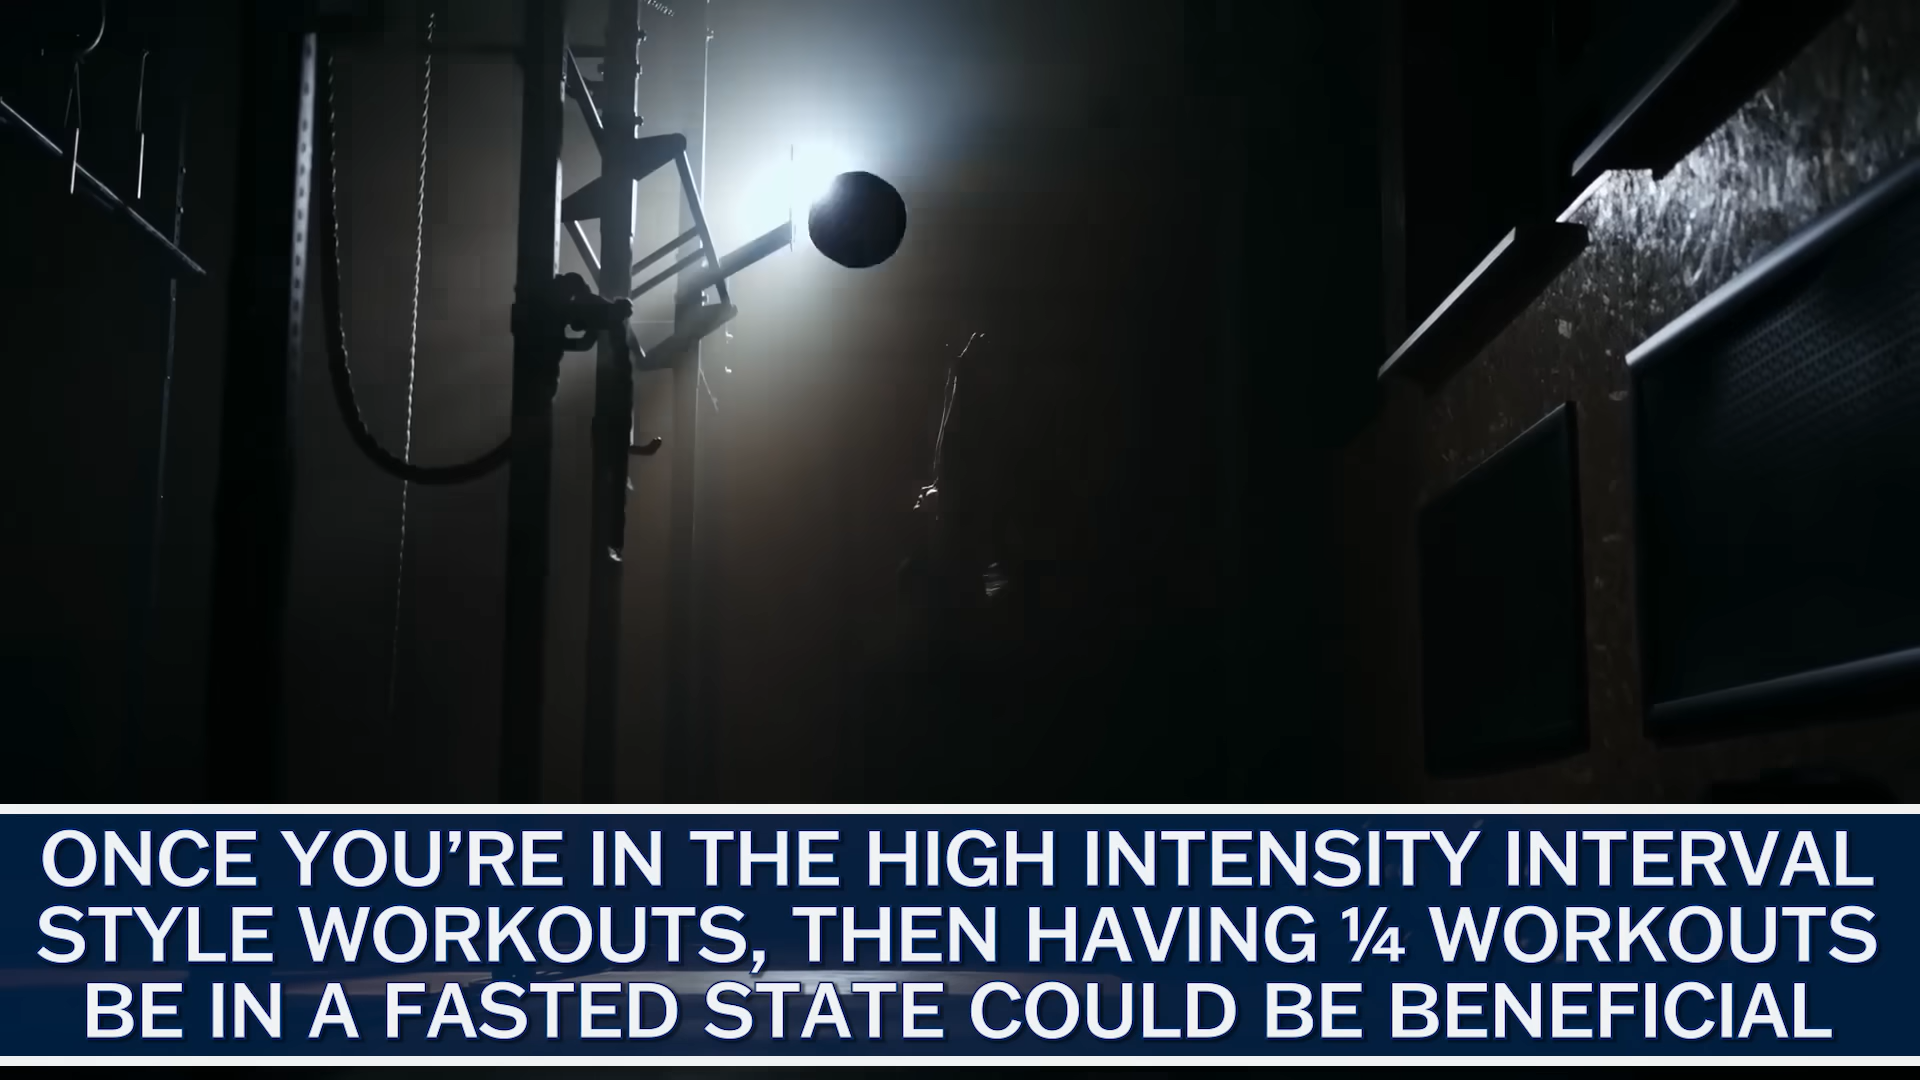 ONCE YOU’RE IN THE HIGH INTENSITY INTERVAL
STYLE WORKOUTS, THEN HAVING ¼ WORKOUTS
BE IN A FASTED STATE COULD BE BENEFICIAL